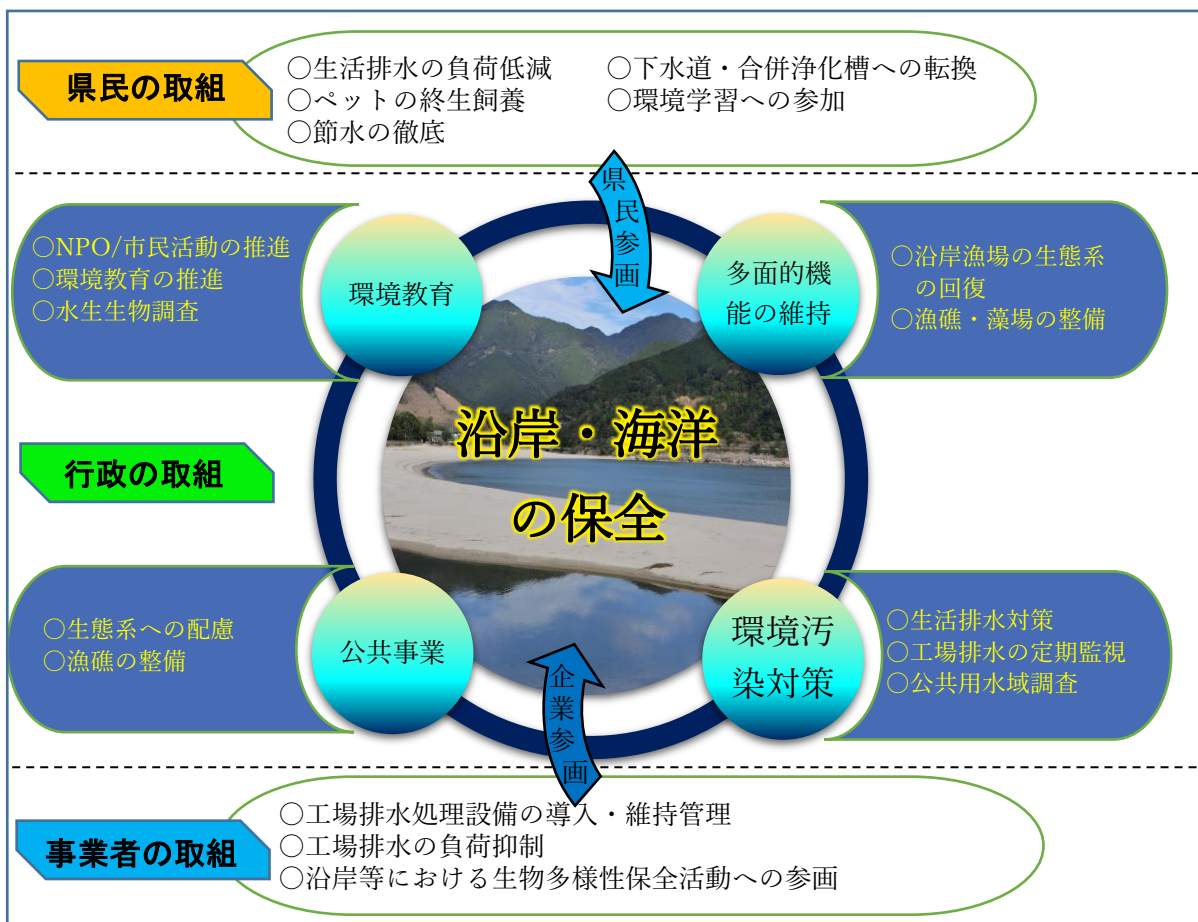 県民の取組
○生活排水の負荷低減
○ペットの終生飼養
○節水の徹底
○下水道・合併浄化槽への転換
○環境学習への参加
県民参画
○NPO/市民活動の推進
○環境教育の推進
○水生生物調査
環境教育
多面的機
能の維持
○沿岸漁場の生態系
の回復
○漁礁・藻場の整備
行政の取組
沿岸・海洋
の保全
○生態系への配慮
○漁礁の整備
公共事業
環境汚
染対策
○生活排水対策
○工場排水の定期監視
○公共用水域調査
企業参画
事業者の取組
○工場排水処理設備の導入・維持管理
○工場排水の負荷抑制
○沿岸等における生物多様性保全活動への参画